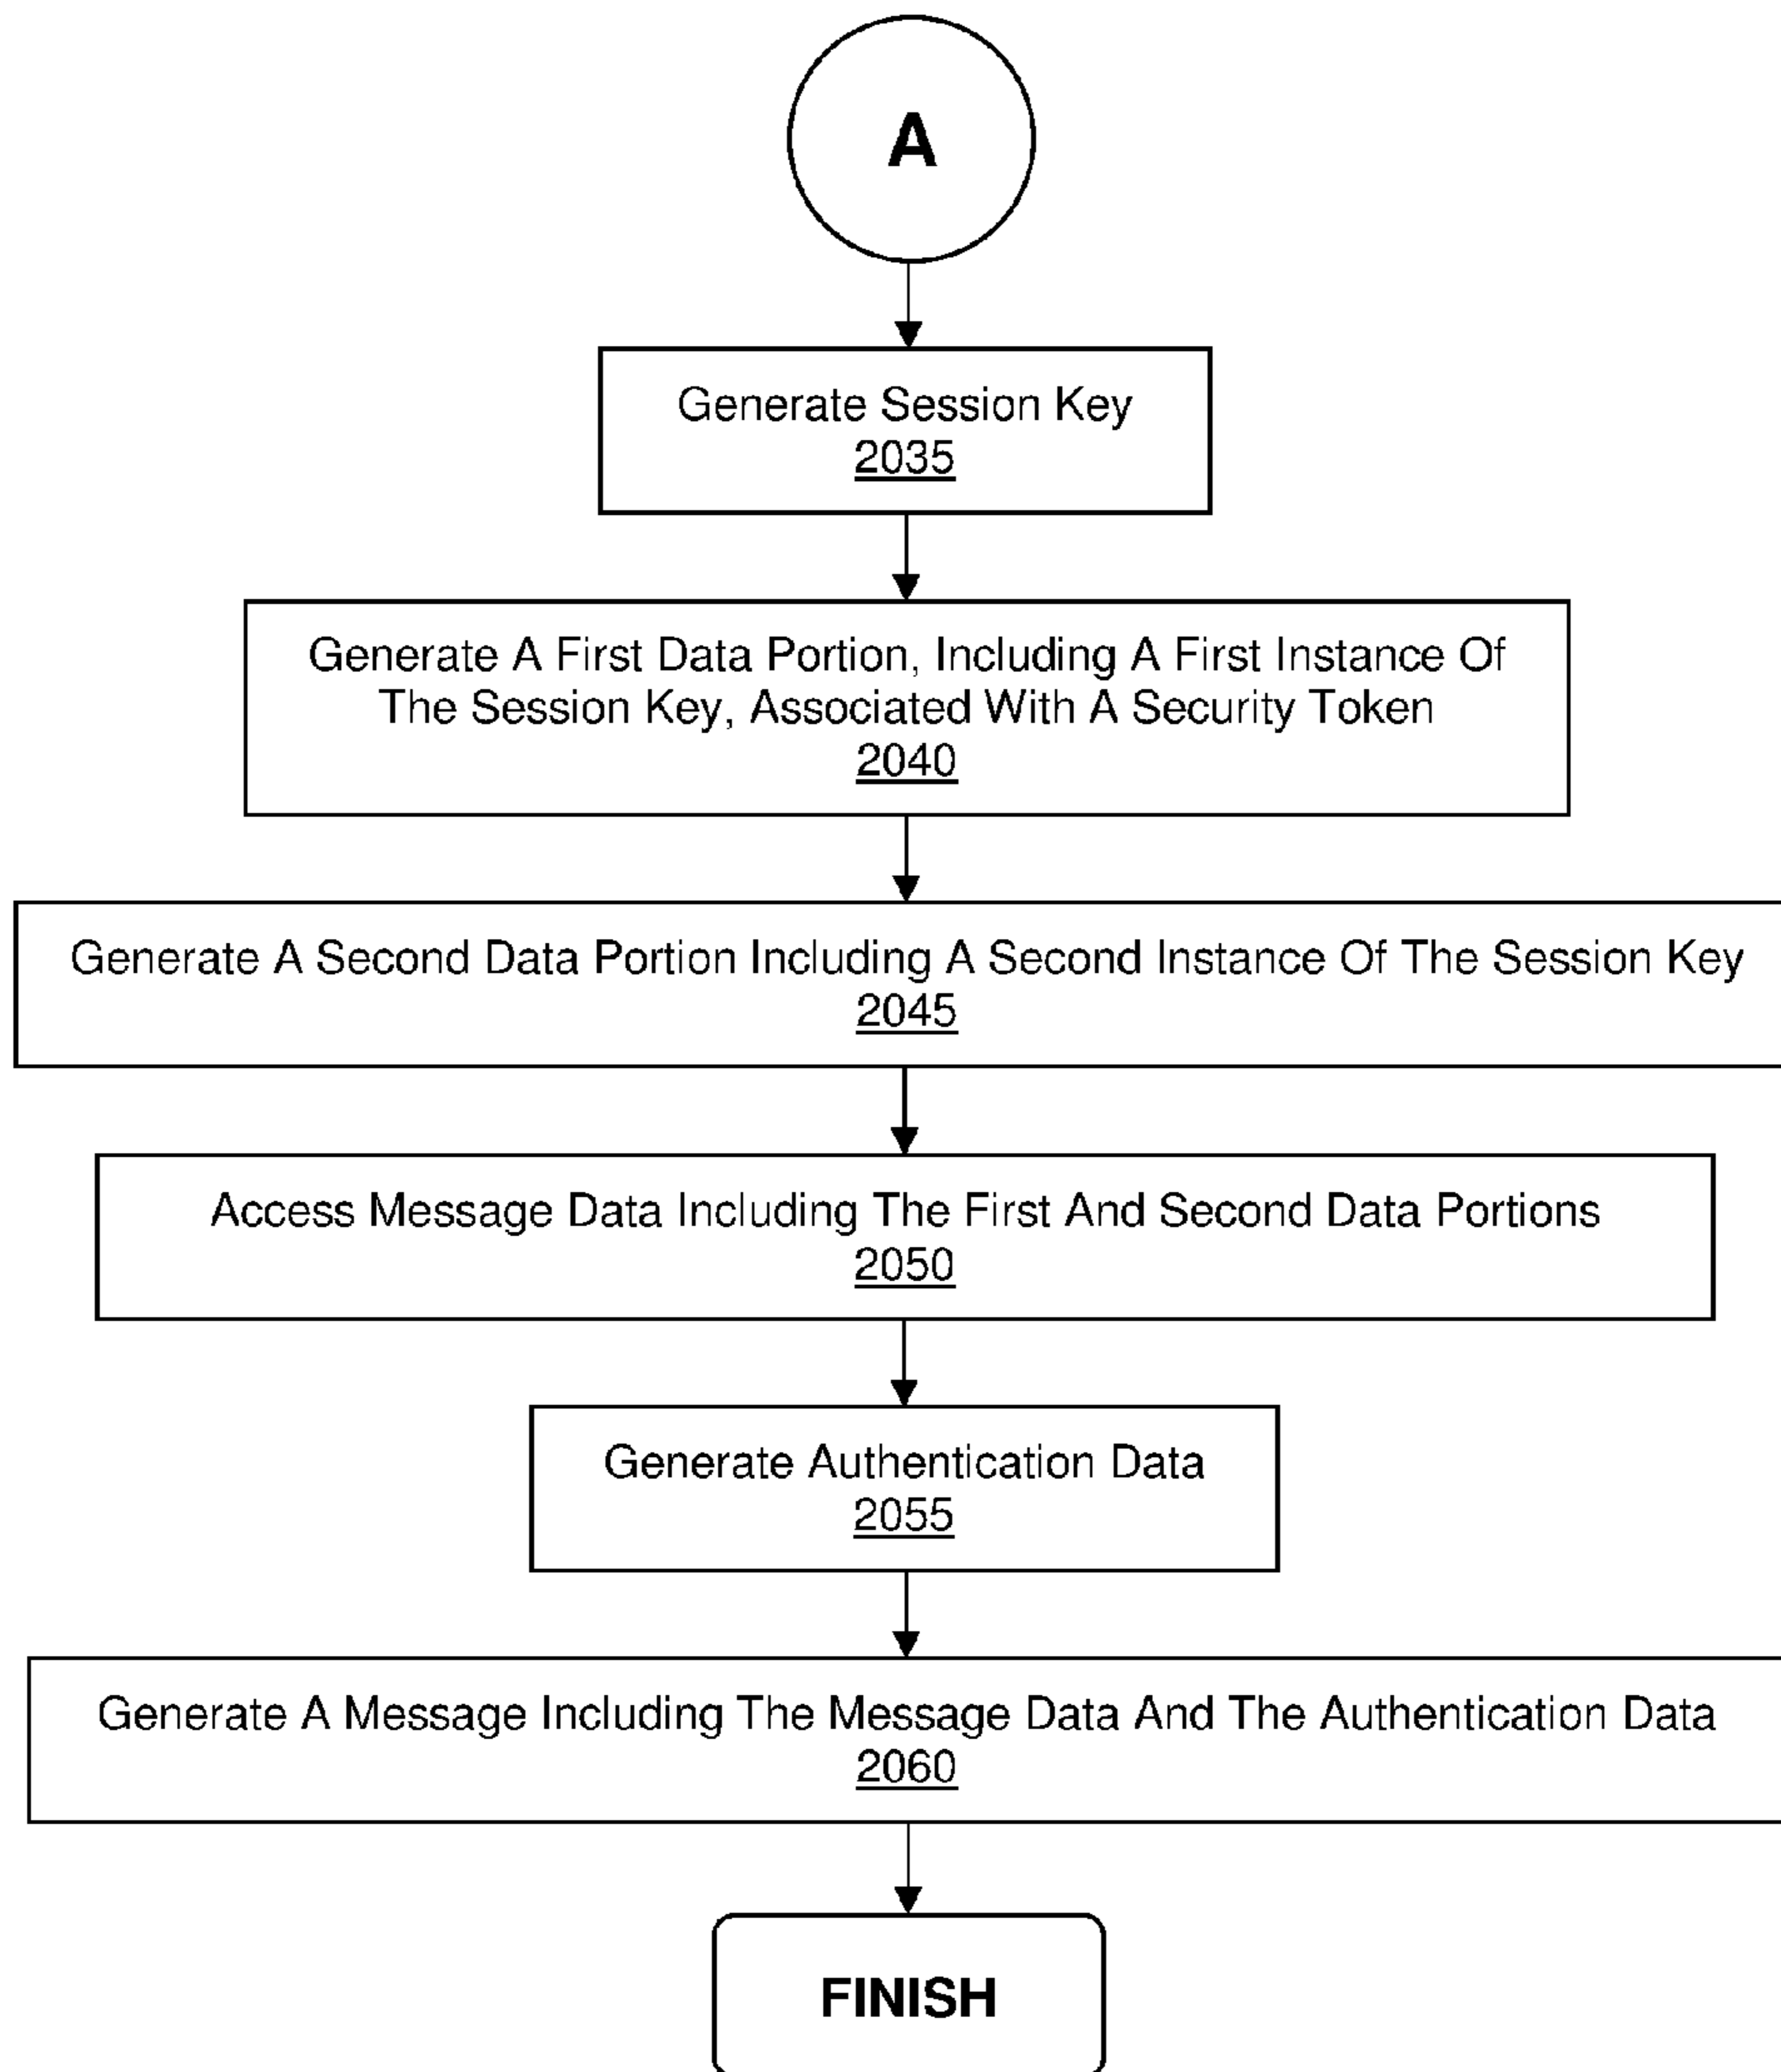 A
Generate Session Key
2035
Generate A First Data Portion, Including A First Instance Of
The Session Key, Associated With A Security Token
2040
Generate A Second Data Portion Including A Second Instance Of The Session Key
2045
Access Message Data Including The First And Second Data Portions
2050
Generate Authentication Data
2055
Generate A Message Including The Message Data And The Authentication Data
2060
FINISH